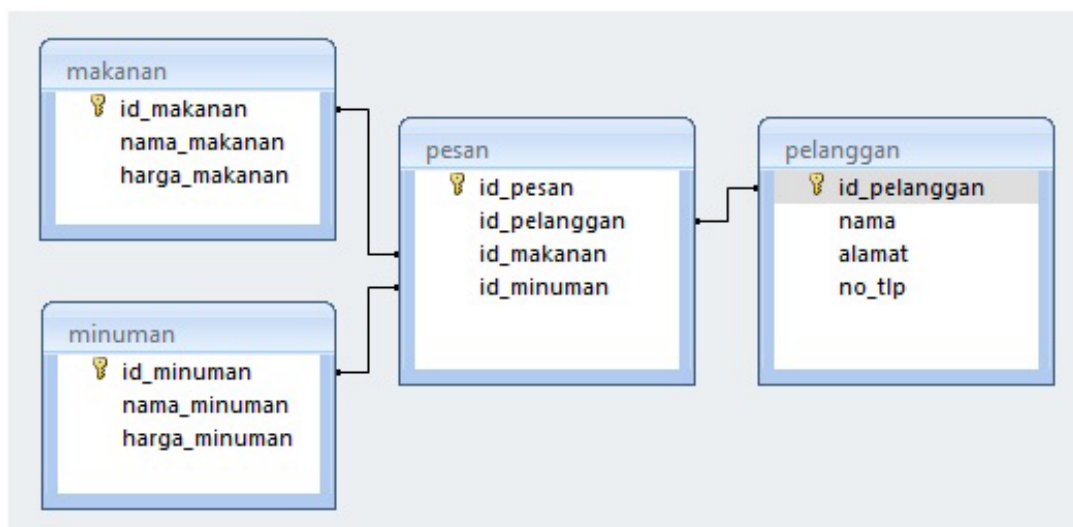 makanan
id_makanan
nama_makanan
harga_makanan
minuman
id_minuman
nama_minuman
harga_minuman
pesan
id_pesan
id_pelanggan
id_makanan
id_minuman
pelanggan
id_pelanggan
nama
alamat
no_tlp